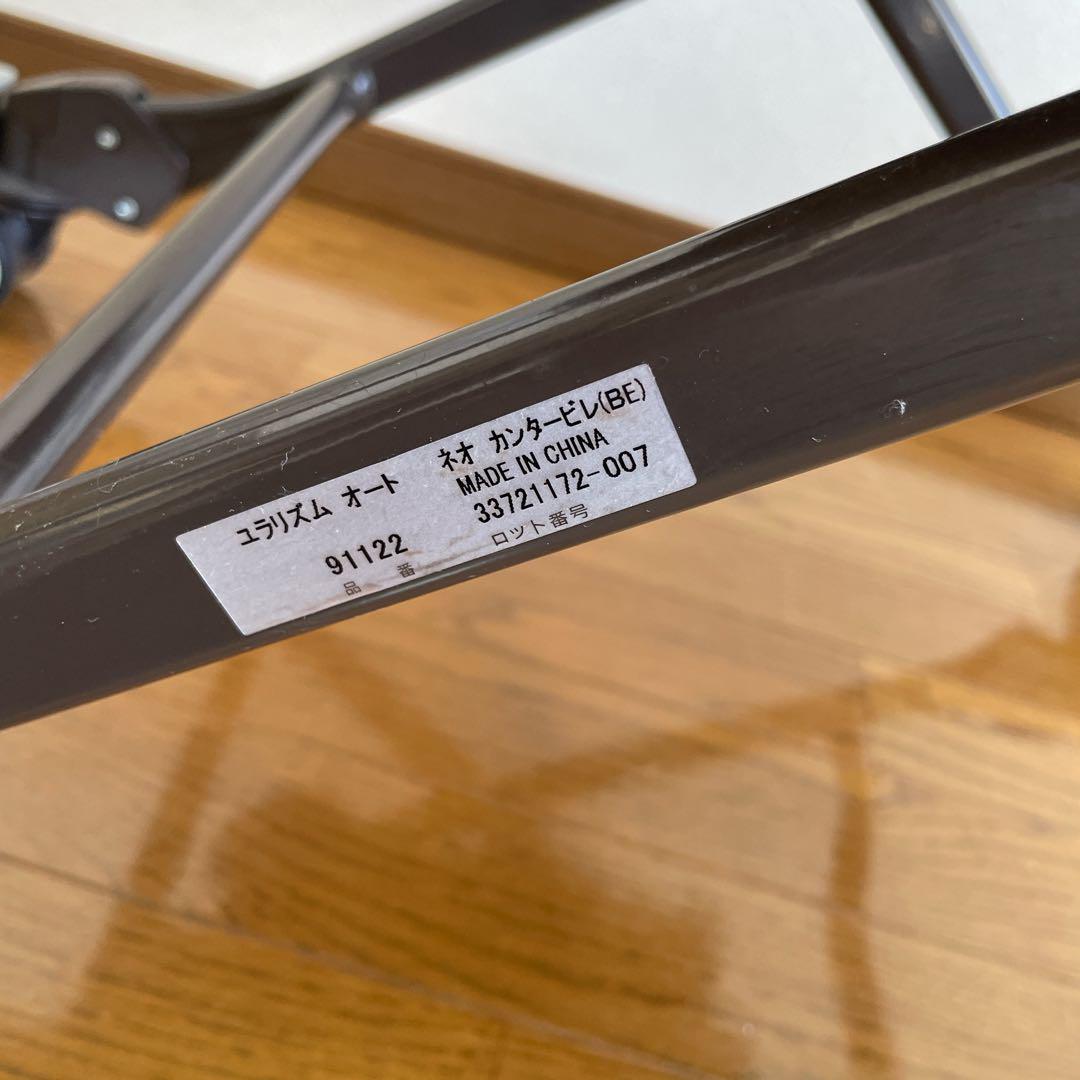 ユラリズム オート ネオ カンタービレ(BE)
MADE IN CHINA
91122 33721172-007
品 番 ロット番号